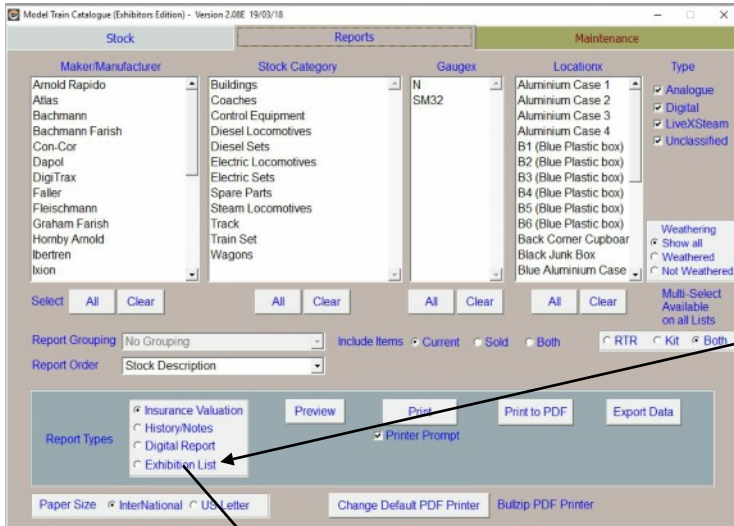 Model Train Catalogue (Exhibitors Edition) - Version 2.08E 19/03/18
Stock Reports Maintenance
Maker/Manufacturer
Arnold Rapido
Atlas
Bachmann
Bachmann Farish
Con-Cor
Dapol
DigiTrax
Faller
Fleischmann
Graham Farish
Hornby Arnold
Ibertren
Ixion
Stock Category
Buildings
Coaches
Control Equipment
Diesel Locomotives
Diesel Sets
Electric Locomotives
Electric Sets
Spare Parts
Steam Locomotives
Track
Train Set
Wagons
Gaugex
N
SM32
Locationx
Aluminium Case 1
Aluminium Case 2
Aluminium Case 3
Aluminium Case 4
B1 (Blue Plastic box)
B2 (Blue Plastic box)
B3 (Blue Plastic box)
B4 (Blue Plastic box)
B5 (Blue Plastic box)
B6 (Blue Plastic box)
Back Corner Cupboar
Black Junk Box
Blue Aluminium Case
Type
Analogue
Digital
LiveXSteam
Unclassified
Weathering
Show all
Weathered
Not Weathered
Select All Clear All Clear All Clear All Clear
Multi-Select
Available
on all Lists
Report Grouping No Grouping Include Items Current Sold Both RTR Kit Both
Report Order Stock Description
Report Types
Insurance Valuation
History/Notes
Digital Report
Exhibition List
Preview Print Print to PDF Export Data
Printer Prompt
Paper Size InterNational US Letter Change Default PDF Printer Bullzip PDF Printer